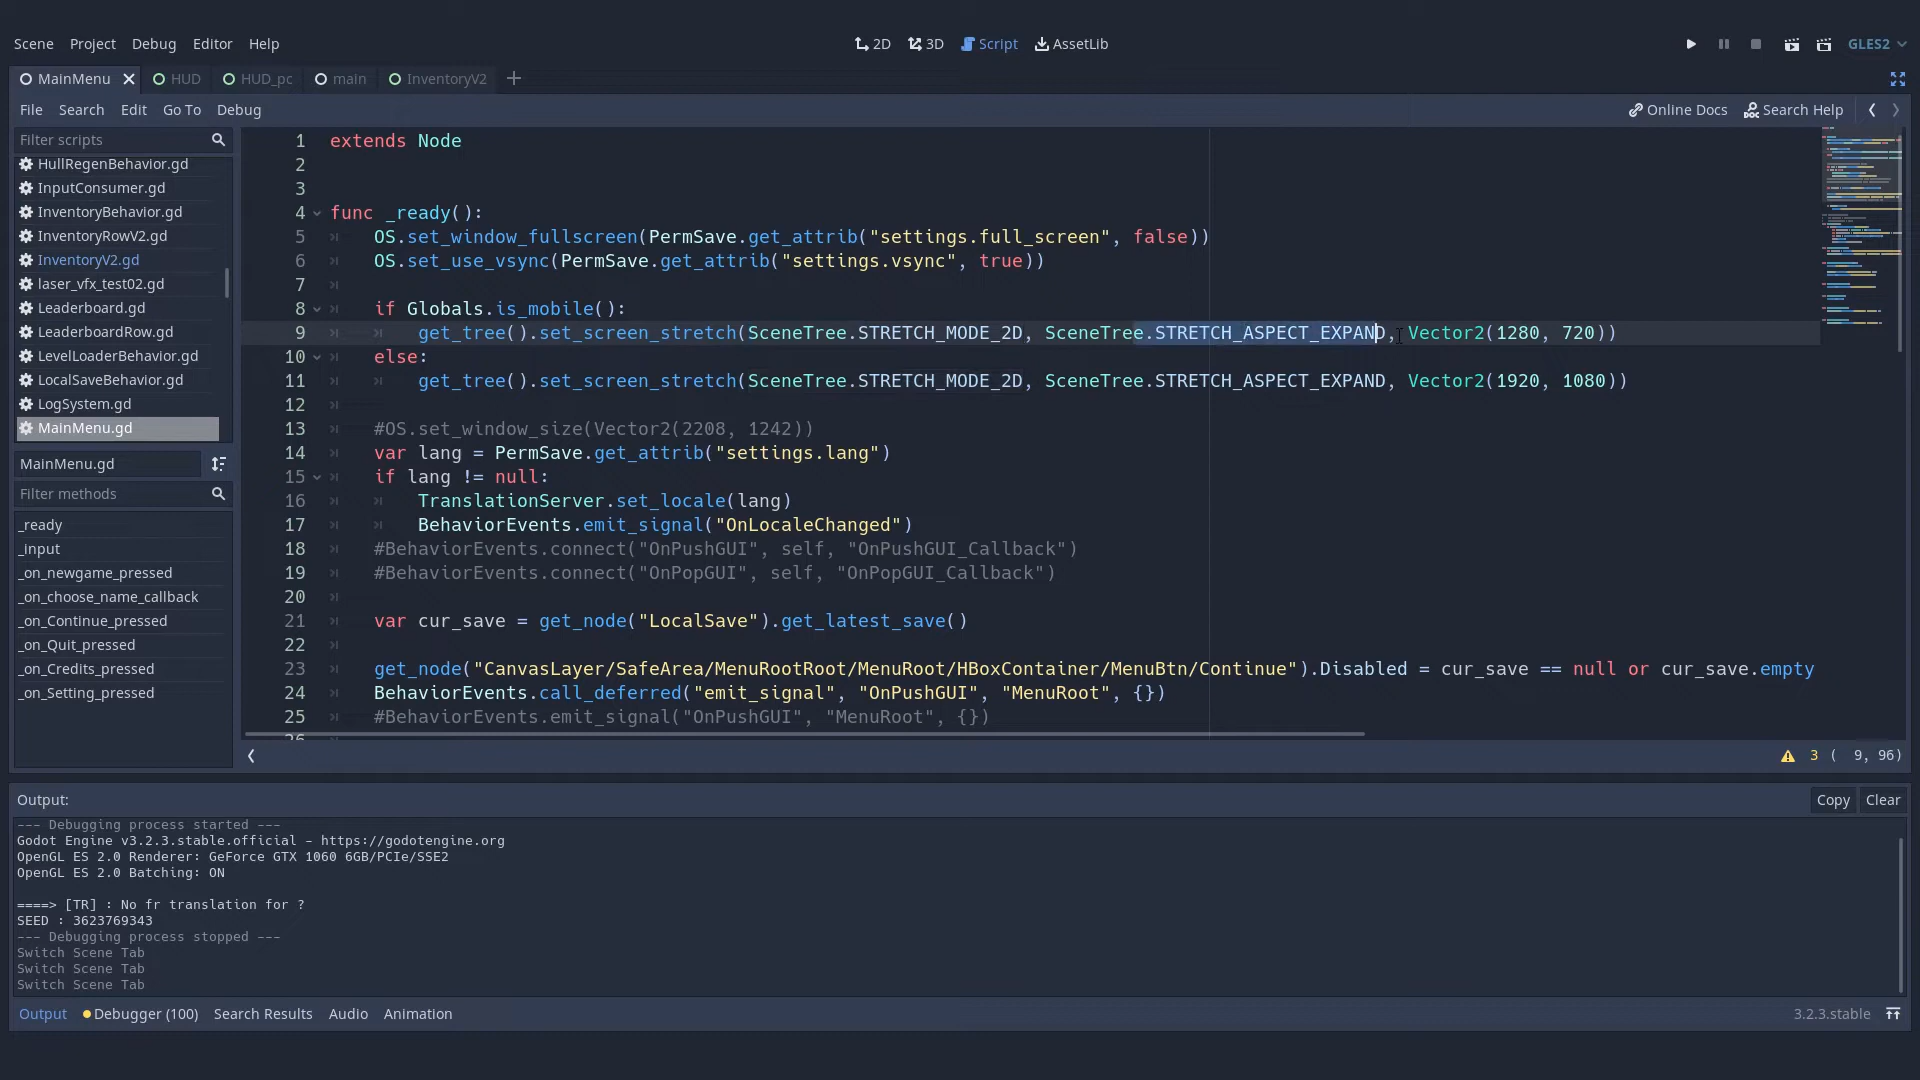 Scene Project Debug Editor Help 2D 3D Script AssetLib GLES2
MainMenu HUD HUD_pc main InventoryV2
File Search Edit Go To Debug Online Docs Search Help
Filter scripts
HullRegenBehavior.gd
InputConsumer.gd
InventoryBehavior.gd
InventoryRowV2.gd
InventoryV2.gd
laser_vfx_test02.gd
Leaderboard.gd
LeaderboardRow.gd
LevelLoaderBehavior.gd
LocalSaveBehavior.gd
LogSystem.gd
MainMenu.gd
MainMenu.gd
Filter methods
_ready
_input
_on_newgame_pressed
_on_choose_name_callback
_on_Continue_pressed
_on_Quit_pressed
_on_Credits_pressed
_on_Setting_pressed
1 extends Node
2
3
4 func _ready():
5 OS.set_window_fullscreen(PermSave.get_attrib("settings.full_screen", false))
6 OS.set_use_vsync(PermSave.get_attrib("settings.vsync", true))
7
8 if Globals.is_mobile():
9 get_tree().set_screen_stretch(SceneTree.STRETCH_MODE_2D, SceneTree.STRETCH_ASPECT_EXPAND, Vector2(1280, 720))
10 else:
11 get_tree().set_screen_stretch(SceneTree.STRETCH_MODE_2D, SceneTree.STRETCH_ASPECT_EXPAND, Vector2(1920, 1080))
12
13 #OS.set_window_size(Vector2(2208, 1242))
14 var lang = PermSave.get_attrib("settings.lang")
15 if lang != null:
16 TranslationServer.set_locale(lang)
17 BehaviorEvents.emit_signal("OnLocaleChanged")
18 #BehaviorEvents.connect("OnPushGUI", self, "OnPushGUI_Callback")
19 #BehaviorEvents.connect("OnPopGUI", self, "OnPopGUI_Callback")
20
21 var cur_save = get_node("LocalSave").get_latest_save()
22
23 get_node("CanvasLayer/SafeArea/MenuRootRoot/MenuRoot/HBoxContainer/MenuBtn/Continue").Disabled = cur_save == null or cur_save.empty
24 BehaviorEvents.call_deferred("emit_signal", "OnPushGUI", "MenuRoot", {})
25 #BehaviorEvents.emit_signal("OnPushGUI", "MenuRoot", {})
26
3 ( 9, 96)
Output: Copy Clear
--- Debugging process started ---
Godot Engine v3.2.3.stable.official - https://godotengine.org
OpenGL ES 2.0 Renderer: GeForce GTX 1060 6GB/PCIe/SSE2
OpenGL ES 2.0 Batching: ON
====> [TR] : No fr translation for ?
SEED : 3623769343
--- Debugging process stopped ---
Switch Scene Tab
Switch Scene Tab
Switch Scene Tab
Output Debugger (100) Search Results Audio Animation 3.2.3.stable